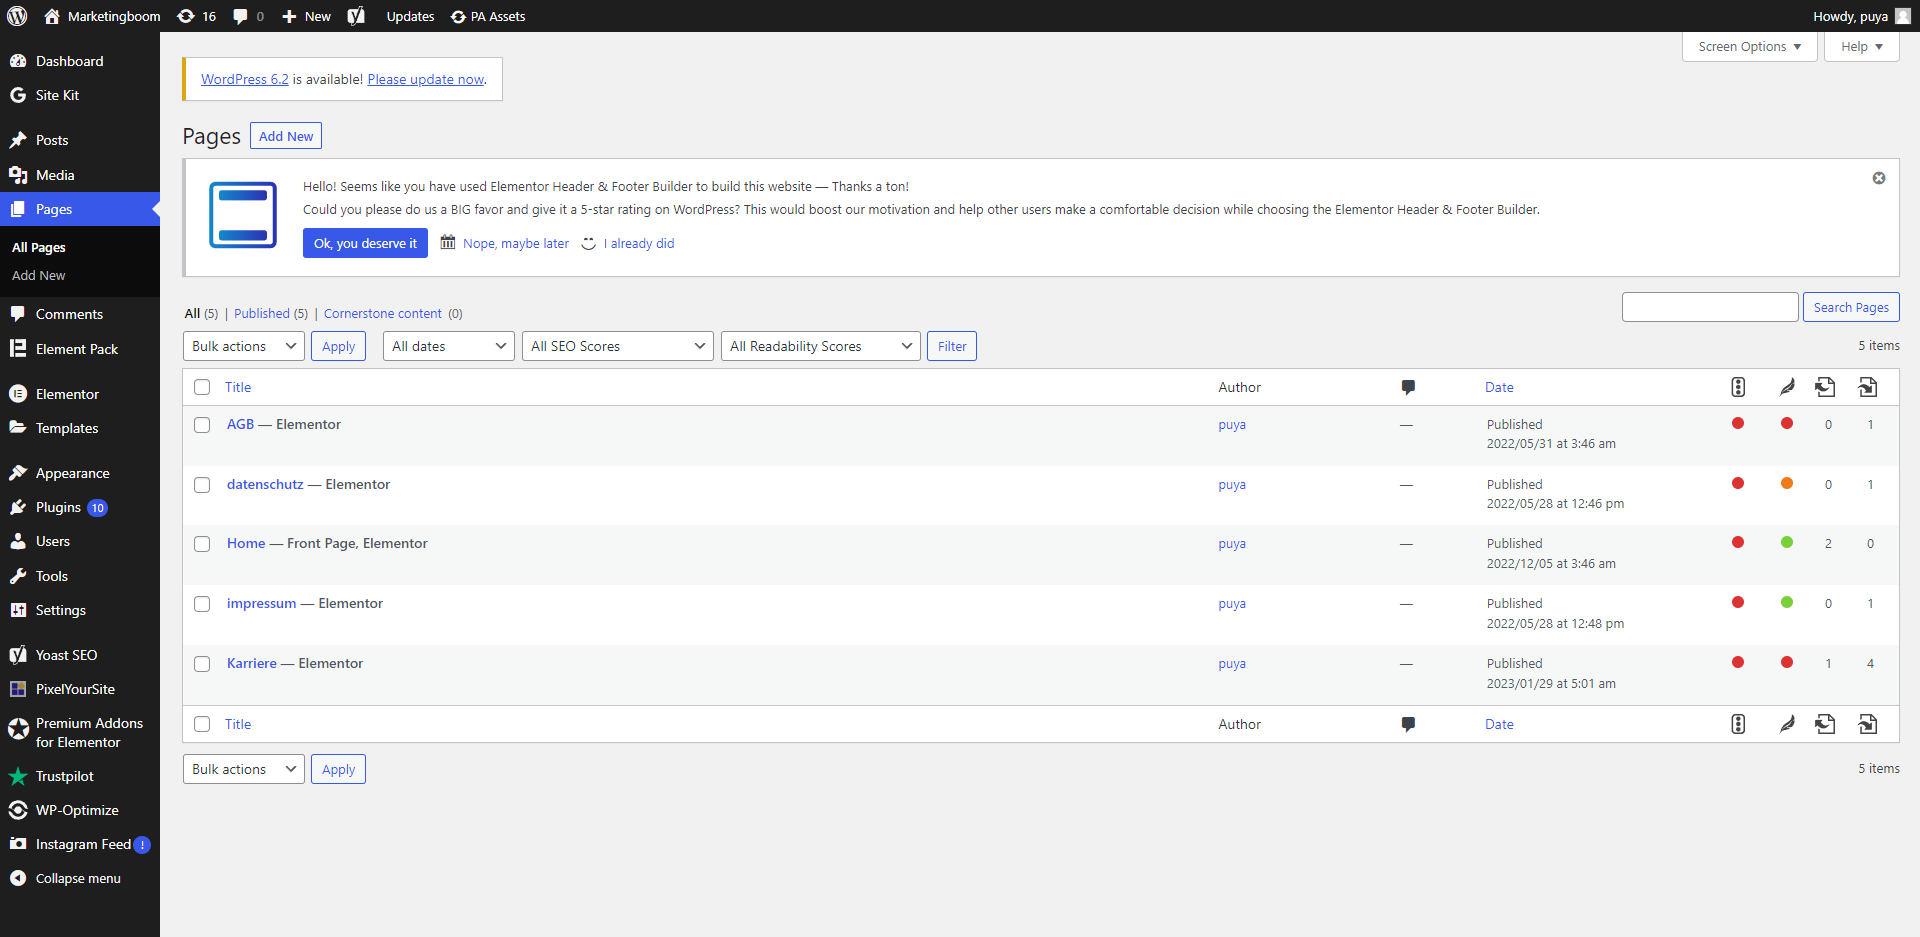 Marketingboom 16 0 New Updates PA Assets Howdy, puya
Screen Options Help
Dashboard
Site Kit
Posts
Media
Pages
All Pages
Add New
Comments
Element Pack
Elementor
Templates
Appearance
Plugins 10
Users
Tools
Settings
Yoast SEO
PixelYourSite
Premium Addons
for Elementor
Trustpilot
WP-Optimize
Instagram Feed !
Collapse menu
WordPress 6.2 is available! Please update now.
Pages Add New
Hello! Seems like you have used Elementor Header & Footer Builder to build this website — Thanks a ton!
Could you please do us a BIG favor and give it a 5-star rating on WordPress? This would boost our motivation and help other users make a comfortable decision while choosing the Elementor Header & Footer Builder.
Ok, you deserve it Nope, maybe later I already did
All (5) | Published (5) | Cornerstone content (0)
Search Pages
Bulk actions Apply All dates All SEO Scores All Readability Scores Filter 5 items
Title Author Date
AGB — Elementor puya — Published 0 1
2022/05/31 at 3:46 am
datenschutz — Elementor puya — Published 0 1
2022/05/28 at 12:46 pm
Home — Front Page, Elementor puya — Published 2 0
2022/12/05 at 3:46 am
impressum — Elementor puya — Published 0 1
2022/05/28 at 12:48 pm
Karriere — Elementor puya — Published 1 4
2023/01/29 at 5:01 am
Title Author Date
Bulk actions Apply 5 items